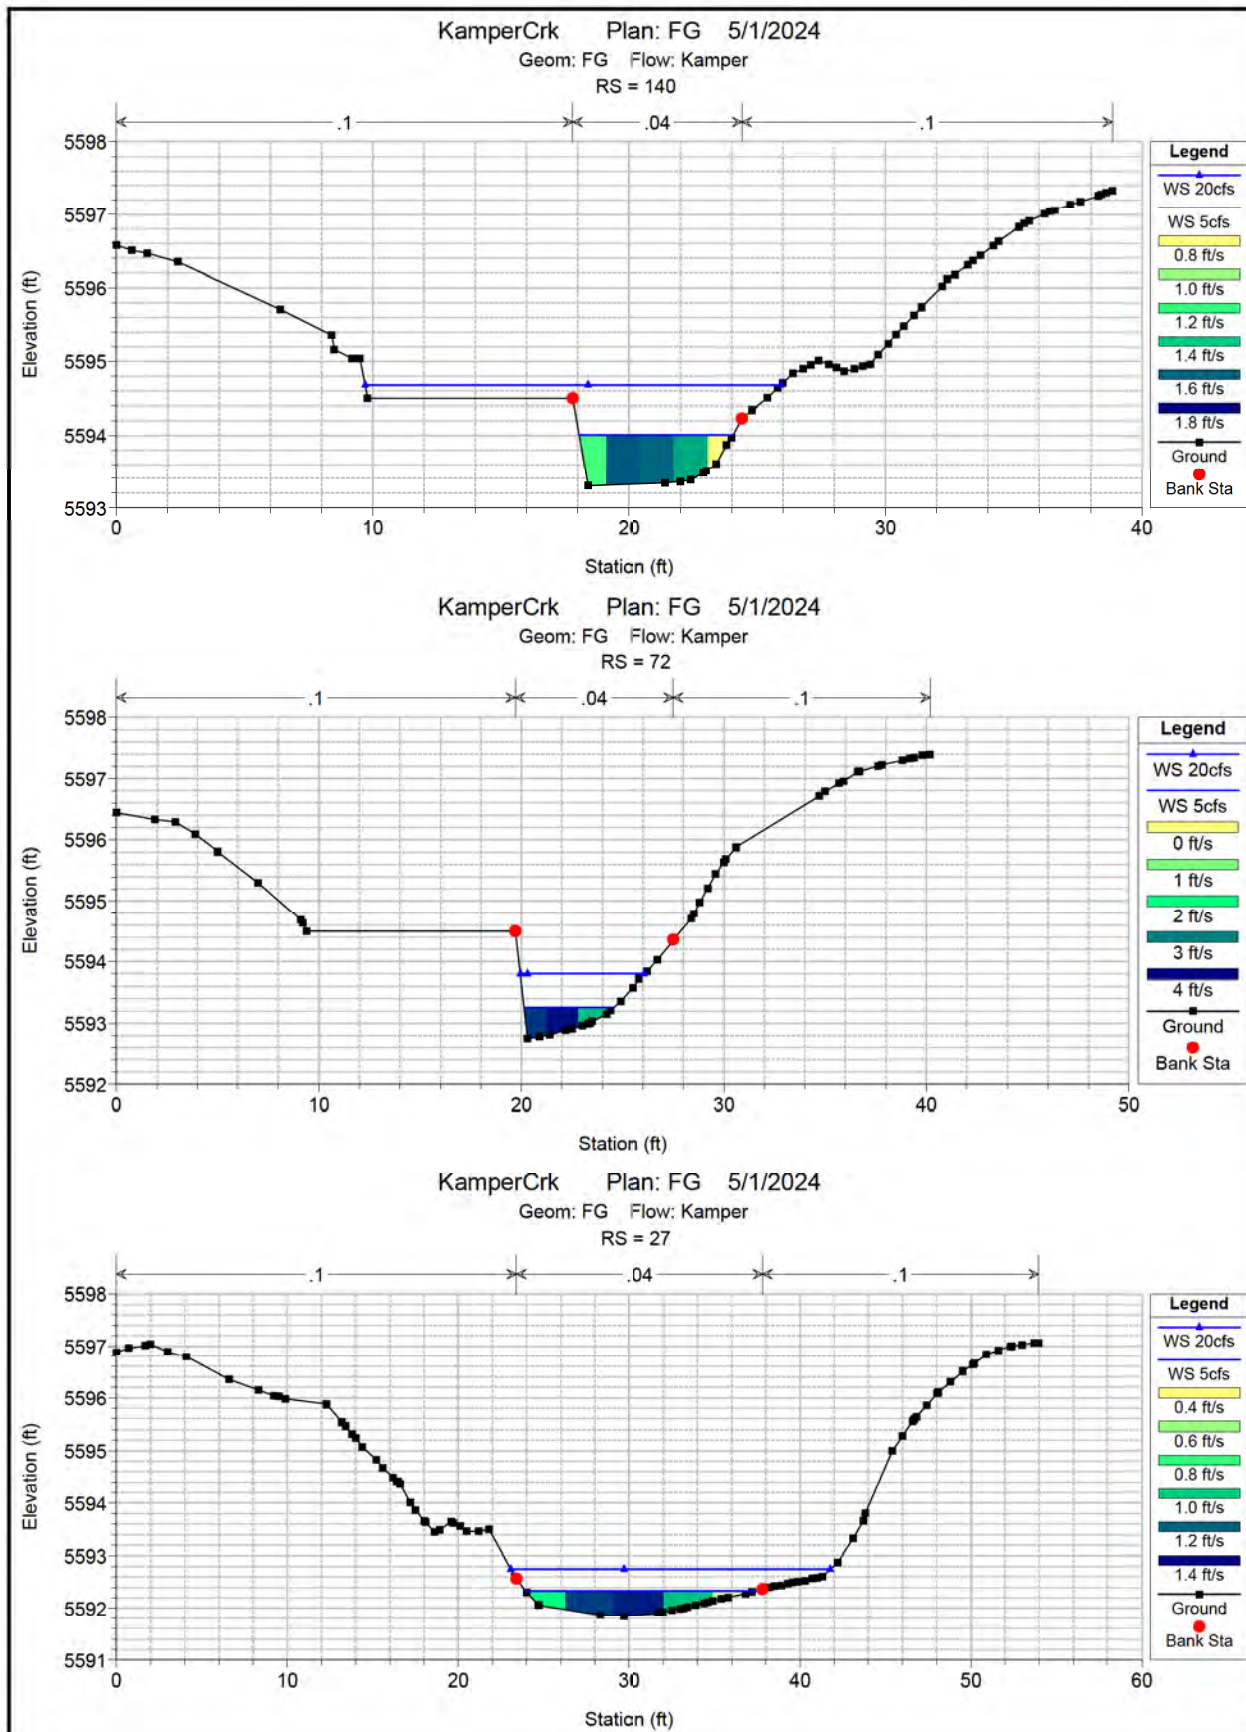 KamperCrk Plan: FG 5/1/2024
Geom: FG Flow: Kamper
RS = 140
.1 .04 .1
5598
5597
5596
5595
5594
5593
Elevation (ft)
0 10 20 30 40
Station (ft)
Legend
WS 20cfs
WS 5cfs
0.8 ft/s
1.0 ft/s
1.2 ft/s
1.4 ft/s
1.6 ft/s
1.8 ft/s
Ground
Bank Sta
KamperCrk Plan: FG 5/1/2024
Geom: FG Flow: Kamper
RS = 72
.1 .04 .1
5598
5597
5596
5595
5594
5593
5592
Elevation (ft)
0 10 20 30 40 50
Station (ft)
Legend
WS 20cfs
WS 5cfs
0 ft/s
1 ft/s
2 ft/s
3 ft/s
4 ft/s
Ground
Bank Sta
KamperCrk Plan: FG 5/1/2024
Geom: FG Flow: Kamper
RS = 27
.1 .04 .1
5598
5597
5596
5595
5594
5593
5592
5591
Elevation (ft)
0 10 20 30 40 50 60
Station (ft)
Legend
WS 20cfs
WS 5cfs
0.4 ft/s
0.6 ft/s
0.8 ft/s
1.0 ft/s
1.2 ft/s
1.4 ft/s
Ground
Bank Sta